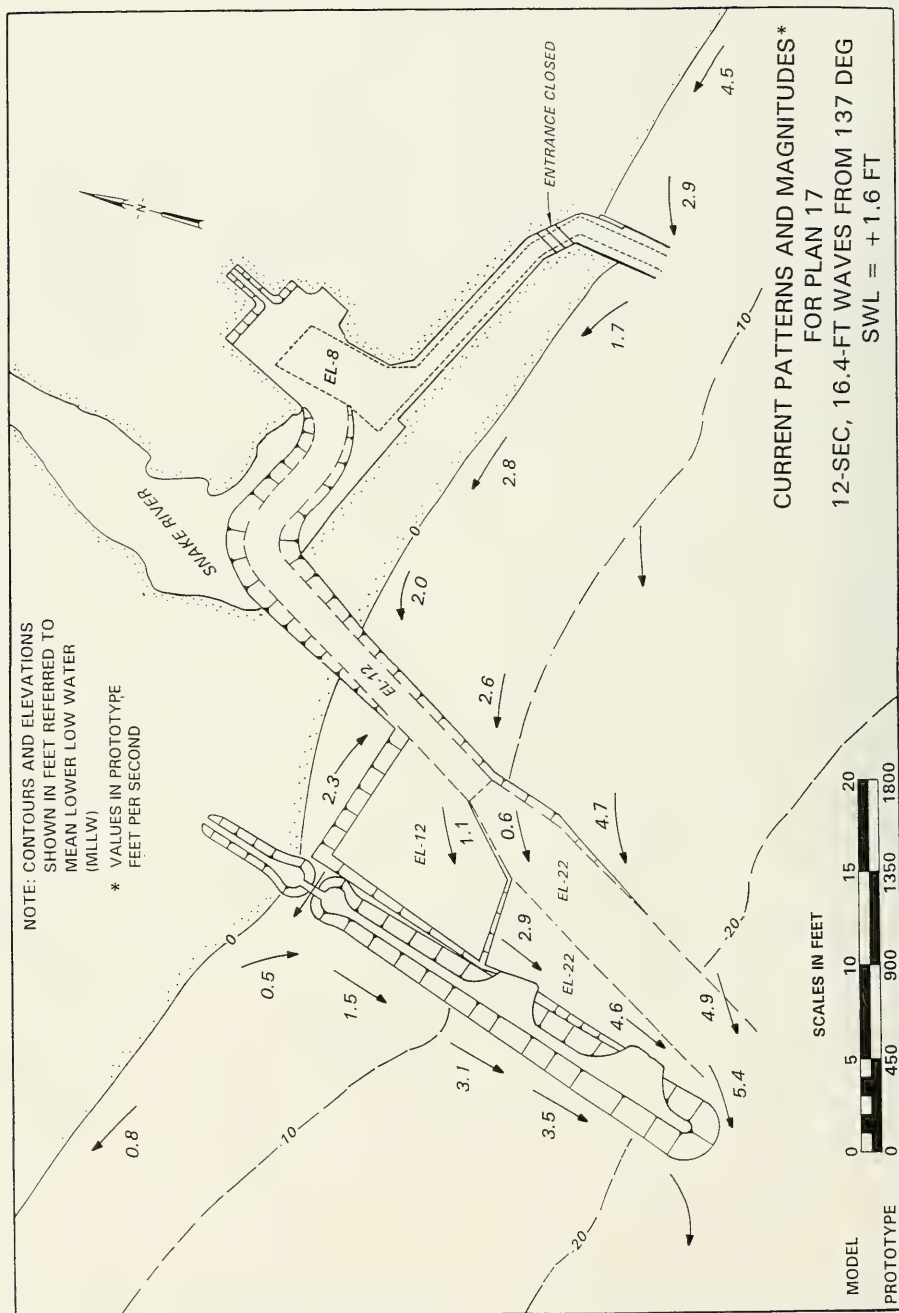 NOTE: CONTOURS AND ELEVATIONS
SHOWN IN FEET REFERRED TO
MEAN LOWER LOW WATER
(MLLW)
* VALUES IN PROTOTYPE
FEET PER SECOND
SNAKE RIVER
N
EL-8
ENTRANCE CLOSED
4.5
2.9
1.7
2.8
0
2.0
EL-12
2.6
2.3
0
0.5
1.5
0.8
-10
3.1
3.5
EL-12
1.1
0.6
2.9
EL-22
EL-22
4.7
4.6
4.9
5.4
-20
-20
-10
CURRENT PATTERNS AND MAGNITUDES*
FOR PLAN 17
12-SEC, 16.4-FT WAVES FROM 137 DEG
SWL = +1.6 FT
SCALES IN FEET
MODEL 0 5 10 15 20
PROTOTYPE 0 450 900 1350 1800